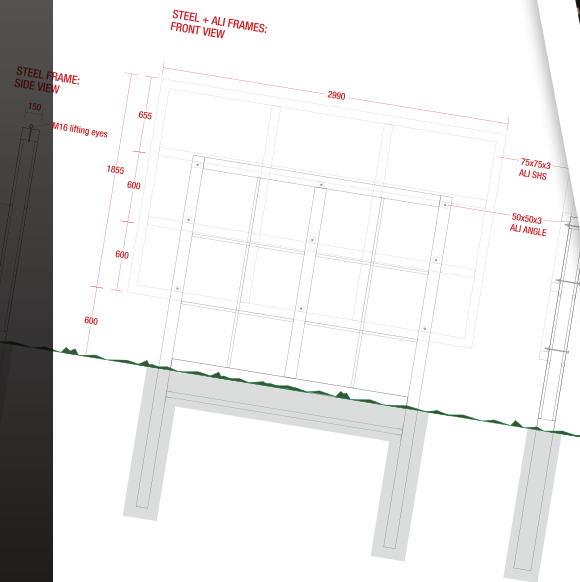 STEEL + ALI FRAMES:
FRONT VIEW
STEEL FRAME:
SIDE VIEW
2990
150
655
M16 lifting eyes
75x75x3
ALI SHS
1855
600
50x50x3
ALI ANGLE
600
600